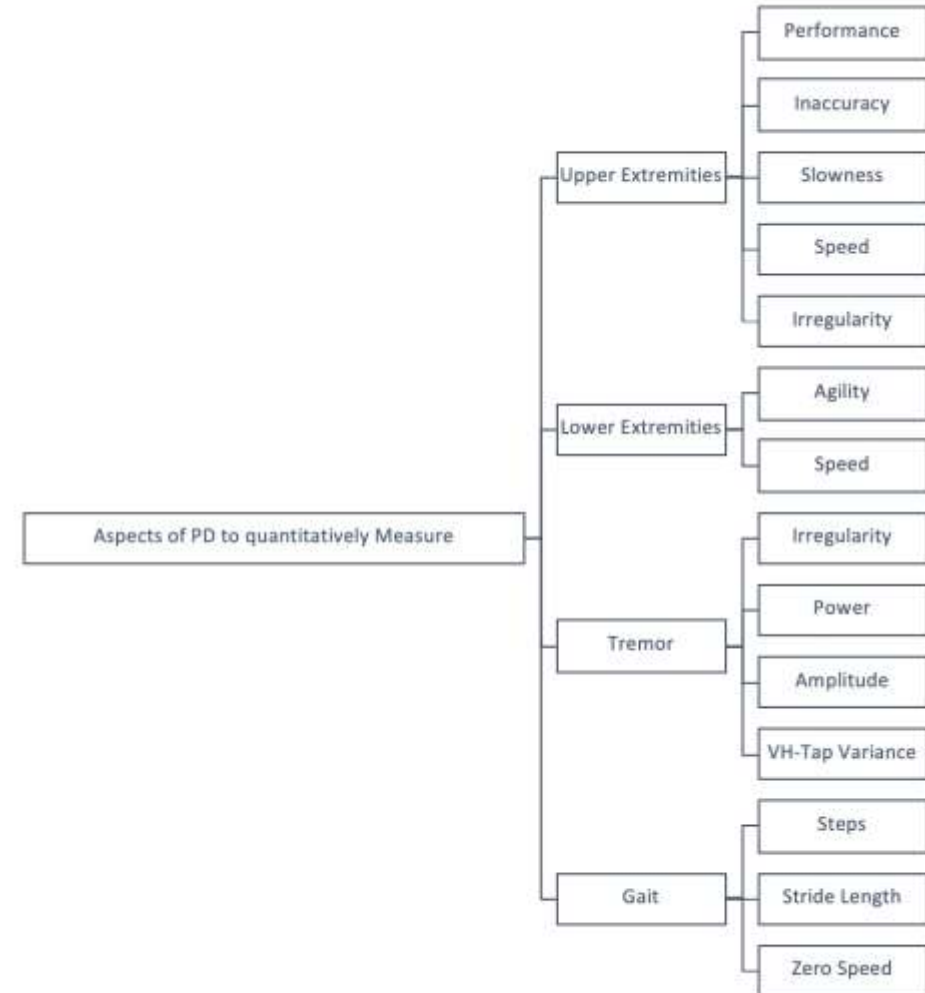 Performance
Inaccuracy
Upper Extremities
Slowness
Speed
Irregularity
Agility
Lower Extremities
Speed
Aspects of PD to quantitatively Measure
Irregularity
Power
Tremor
Amplitude
VH-Tap Variance
Steps
Gait
Stride Length
Zero Speed